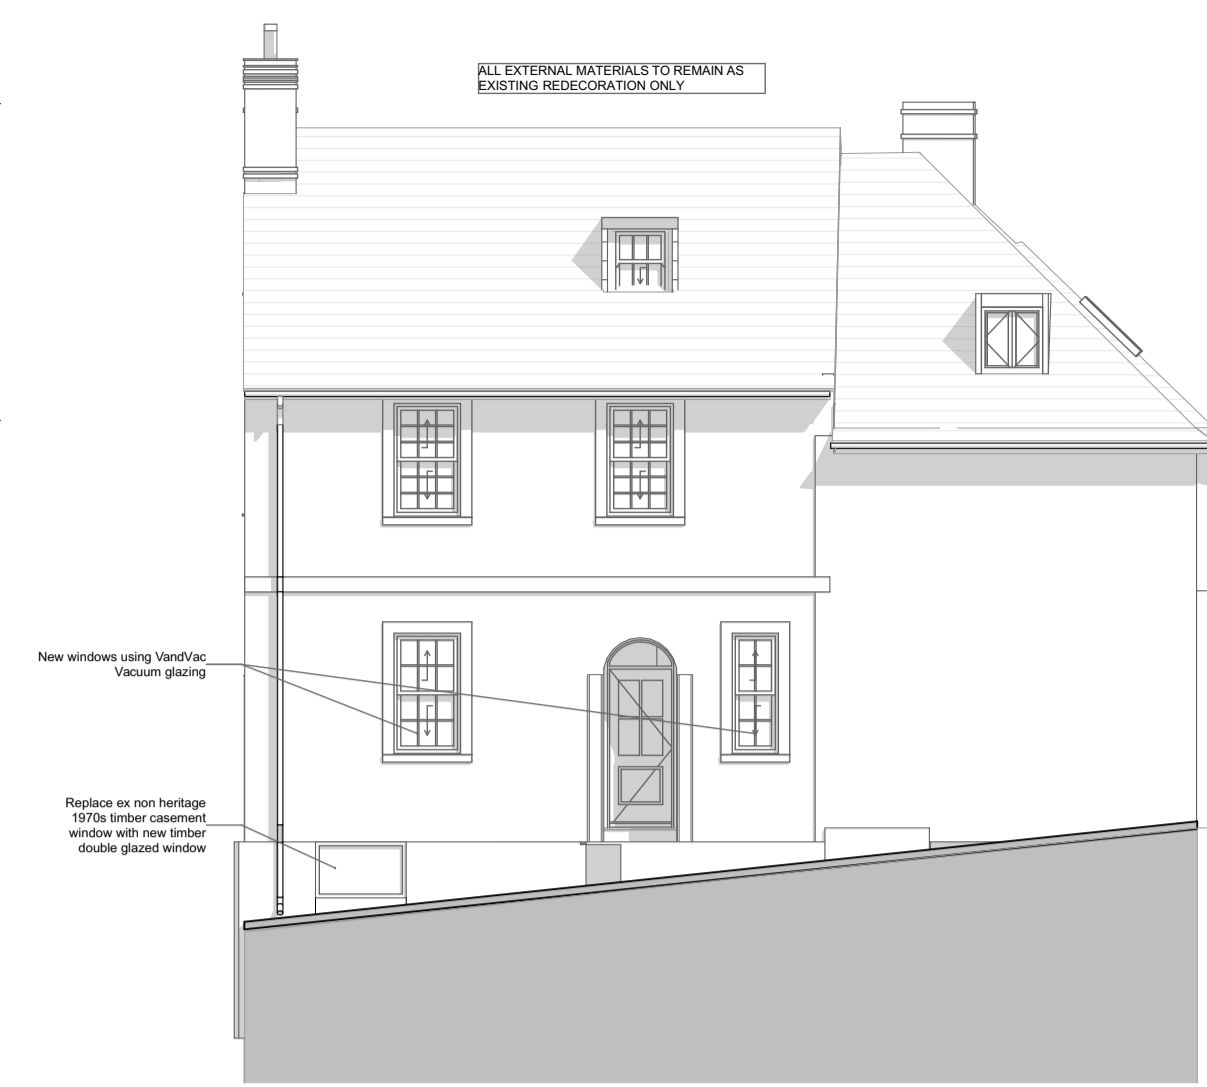 ALL EXTERNAL MATERIALS TO REMAIN AS
EXISTING REDECORATION ONLY
New windows using VandVac
Vacuum glazing
Replace ex non heritage
1970s timber casement
window with new timber
double glazed window